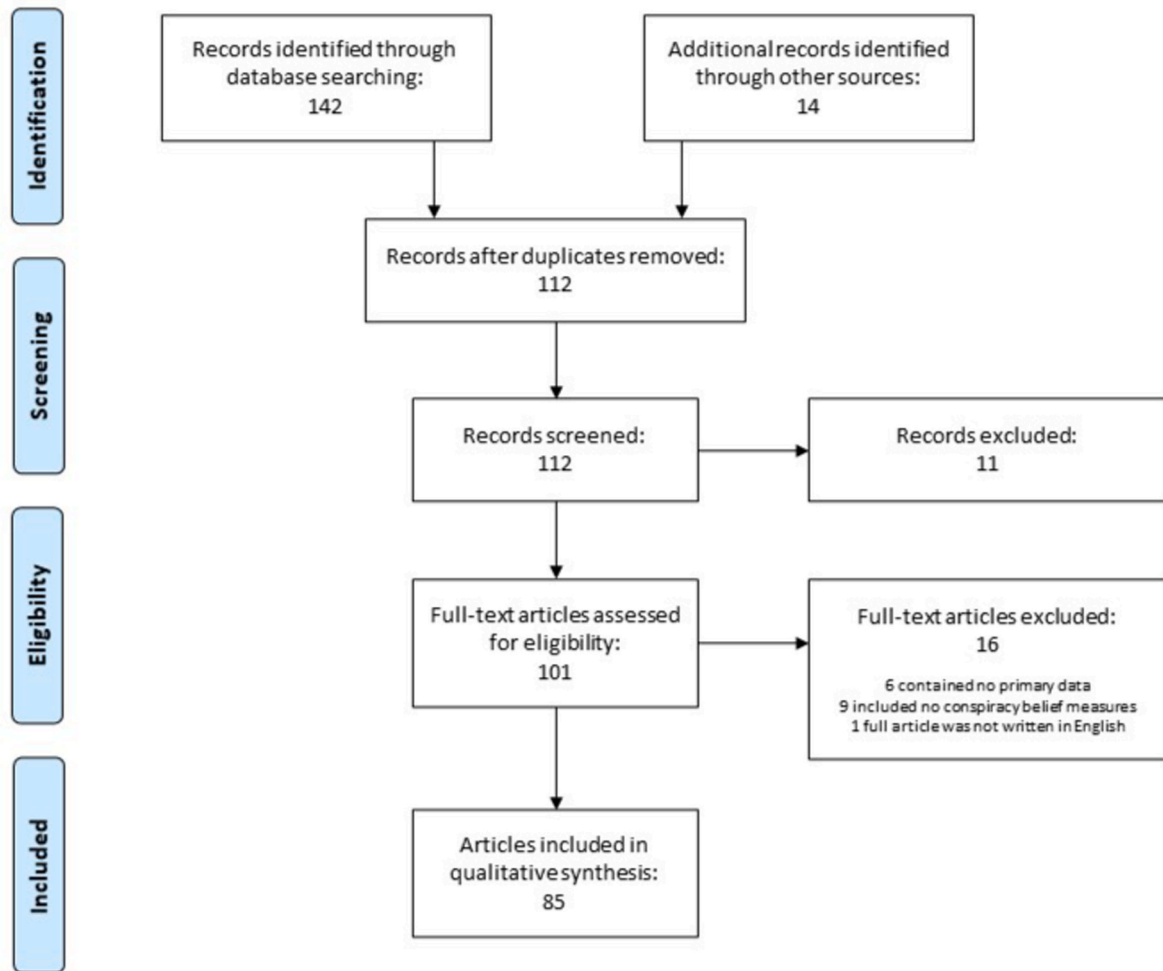 Identification
Records identified through
database searching:
142
Additional records identified
through other sources:
14
Records after duplicates removed:
112
Screening
Records screened:
112
Records excluded:
11
Eligibility
Full-text articles assessed
for eligibility:
101
Full-text articles excluded:
16
6 contained no primary data
9 included no conspiracy belief measures
1 full article was not written in English
Included
Articles included in
qualitative synthesis:
85